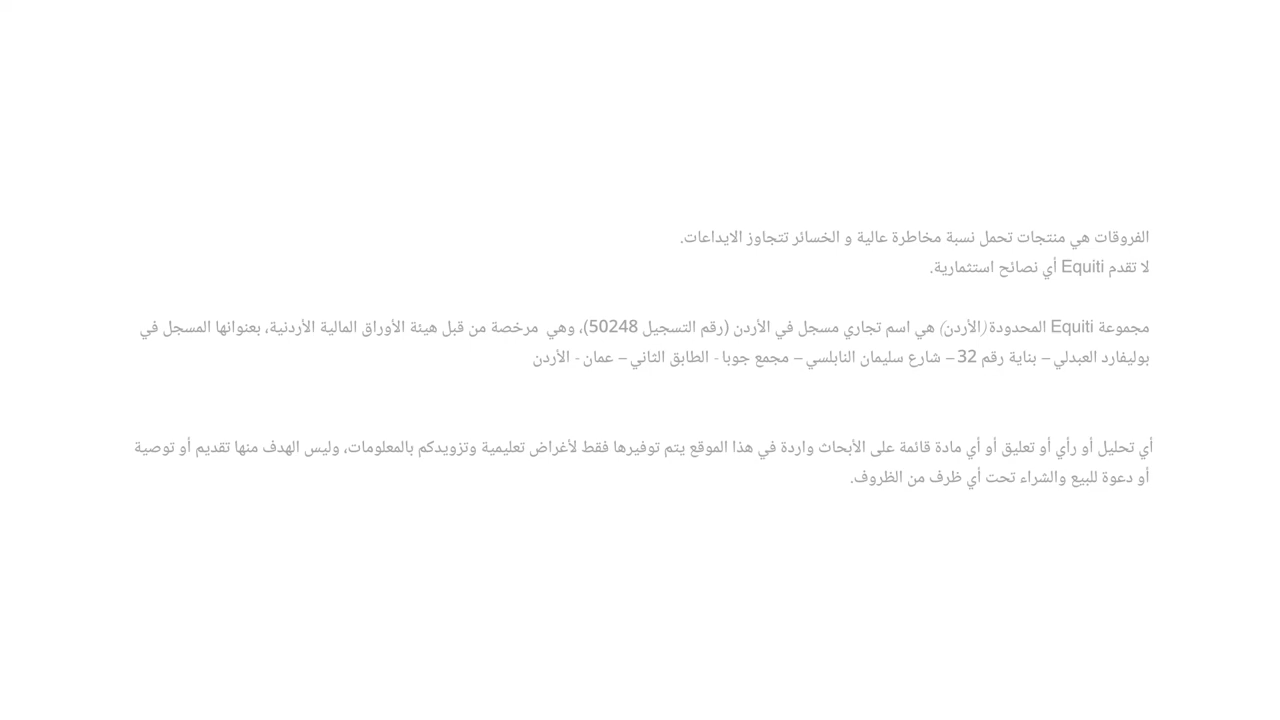 الفروقات هي منتجات تحمل نسبة مخاطرة عالية و الخسائر تتجاوز الايداعات.
لا تقدم Equiti أي نصائح استثمارية.
مجموعة Equiti المحدودة (الأردن) هي اسم تجاري مسجل في الأردن (رقم التسجيل 50248)، وهي مرخصة من قبل هيئة الأوراق المالية الأردنية، بعنوانها المسجل في
بوليفارد العبدلي – بناية رقم 32 – شارع سليمان النابلسي – مجمع جوبا - الطابق الثاني – عمان - الأردن
أي تحليل أو رأي أو تعليق أو أي مادة قائمة على الأبحاث واردة في هذا الموقع يتم توفيرها فقط لأغراض تعليمية وتزويدكم بالمعلومات، وليس الهدف منها تقديم أو توصية
أو دعوة للبيع والشراء تحت أي ظرف من الظروف.